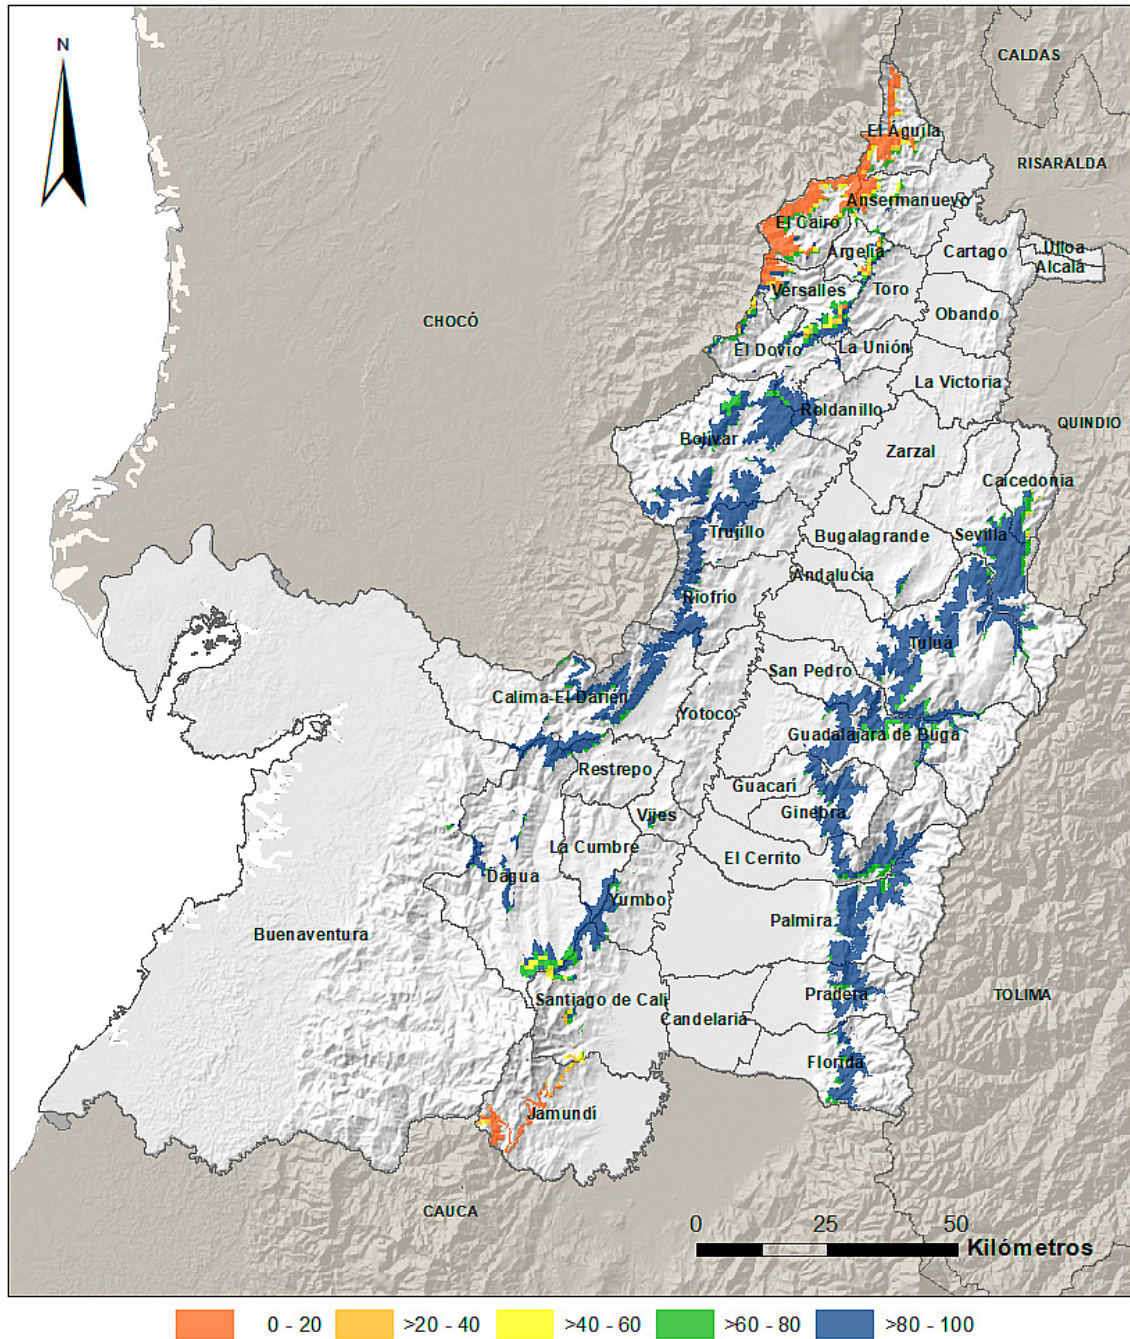 N
CALDAS
El Águila
RISARALDA
Ansermanuevo
El Cairo
Argelia
Cartago
Ulloa
Alcalá
Versalles
Toro
Obando
CHOCÓ
El Dovio
La Unión
La Victoria
Roldanillo
QUINDIO
Bolívar
Zarzal
Caicedonia
Trujillo
Bugalagrande
Sevilla
Andalucía
Riofrío
Tuluá
San Pedro
Calima-El Darién
Yotoco
Guadalajara de Buga
Restrepo
Guacarí
Vijes
Ginebra
La Cumbre
El Cerrito
Dagua
Yumbo
Palmira
Buenaventura
Santiago de Cali
Pradera
TOLIMA
Candelaria
Florida
Jamundí
CAUCA
0 25 50
Kilómetros
0 - 20 >20 - 40 >40 - 60 >60 - 80 >80 - 100